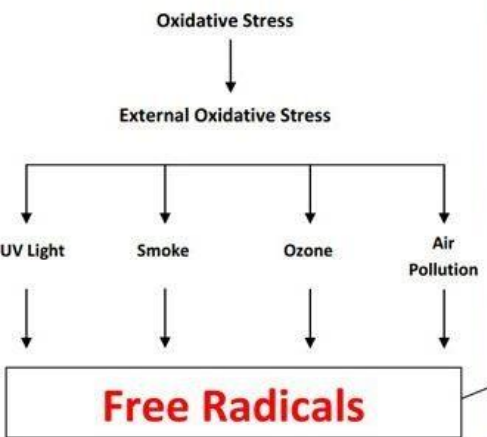 Oxidative Stress
External Oxidative Stress
UV Light Smoke Ozone Air Pollution
Free Radicals